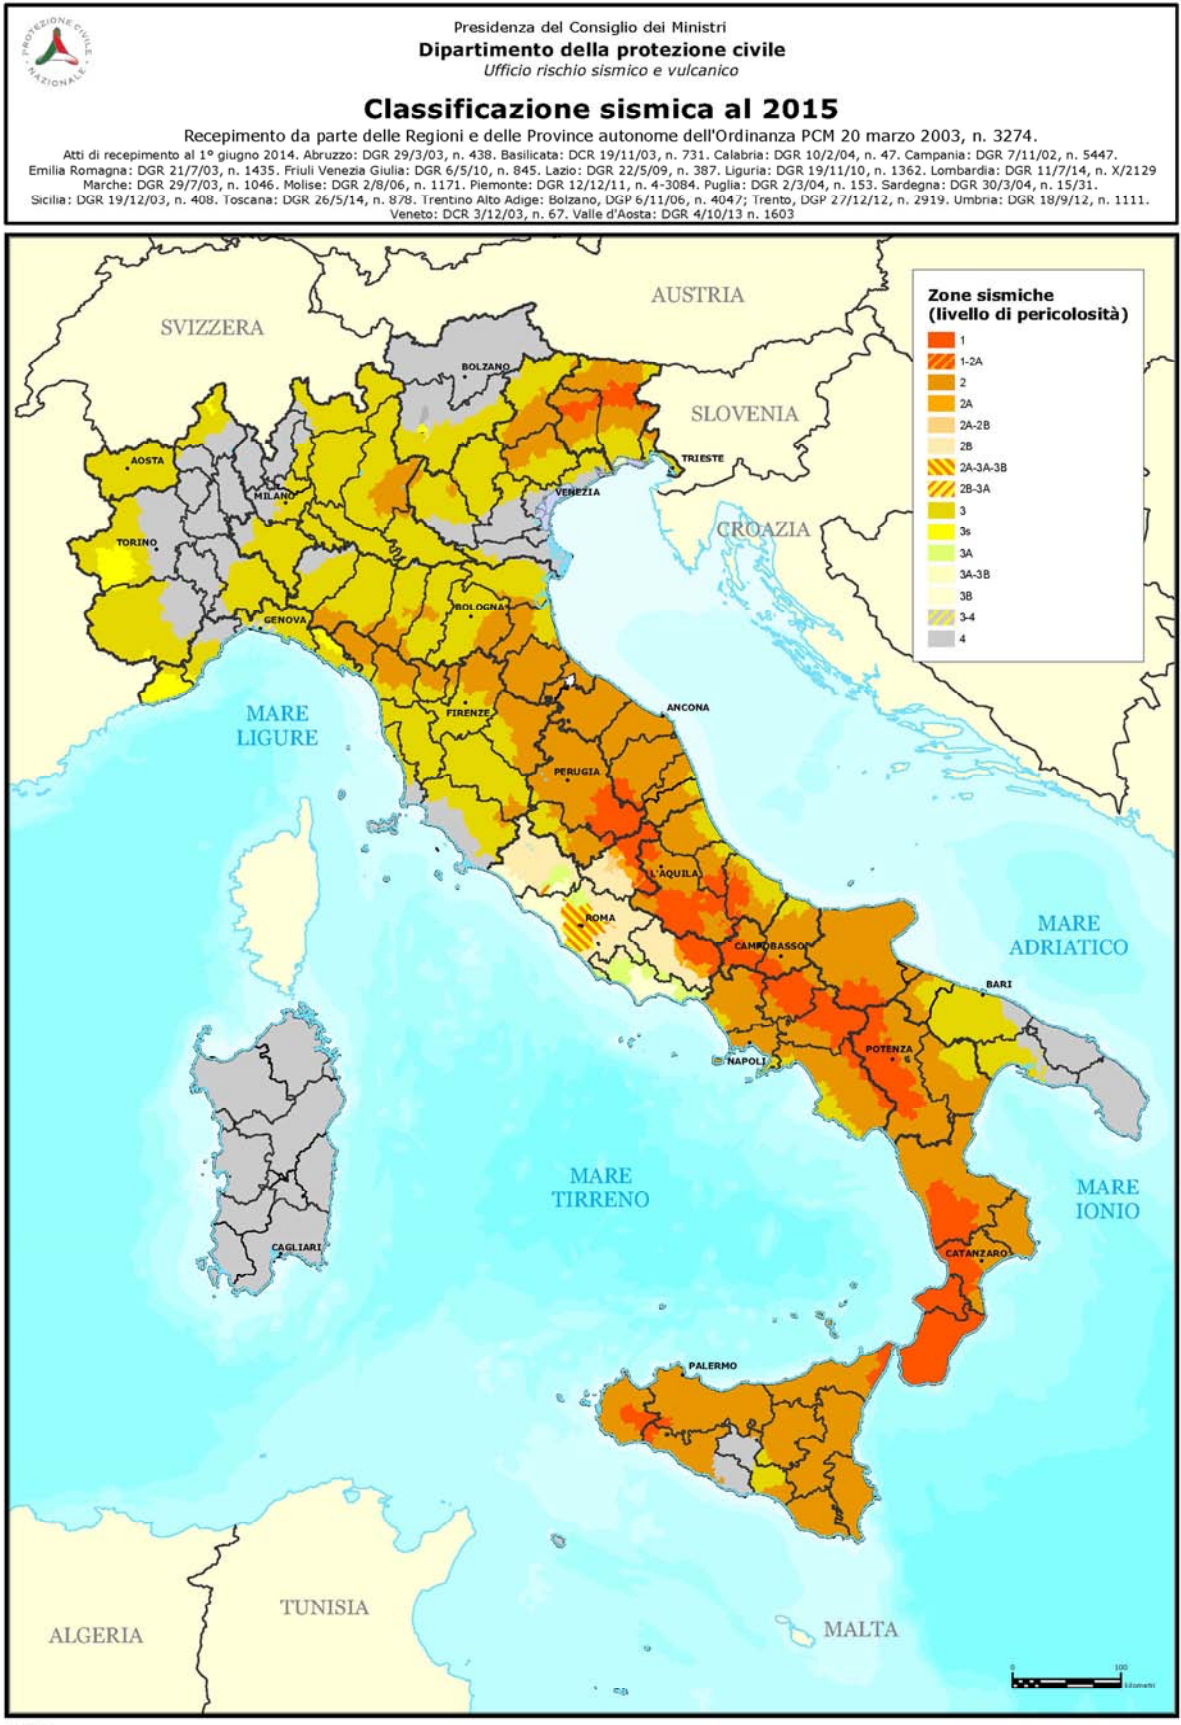 PROTEZIONE CIVILE
NAZIONALE
Presidenza del Consiglio dei Ministri
Dipartimento della protezione civile
Ufficio rischio sismico e vulcanico
Classificazione sismica al 2015
Recepimento da parte delle Regioni e delle Province autonome dell'Ordinanza PCM 20 marzo 2003, n. 3274.
Atti di recepimento al 1° giugno 2014. Abruzzo: DGR 29/3/03, n. 438. Basilicata: DCR 19/11/03, n. 731. Calabria: DGR 10/2/04, n. 47. Campania: DGR 7/11/02, n. 5447.
Emilia Romagna: DGR 21/7/03, n. 1435. Friuli Venezia Giulia: DGR 6/5/10, n. 845. Lazio: DGR 22/5/09, n. 387. Liguria: DGR 19/11/10, n. 1362. Lombardia: DGR 11/7/14, n. X/2129
Marche: DGR 29/7/03, n. 1046. Molise: DGR 2/8/06, n. 1171. Piemonte: DGR 12/12/11, n. 4-3084. Puglia: DGR 2/3/04, n. 153. Sardegna: DGR 30/3/04, n. 15/31.
Sicilia: DGR 19/12/03, n. 408. Toscana: DGR 26/5/14, n. 878. Trentino Alto Adige: Bolzano, DGP 6/11/06, n. 4047; Trento, DGP 27/12/12, n. 2919. Umbria: DGR 18/9/12, n. 1111.
Veneto: DCR 3/12/03, n. 67. Valle d'Aosta: DGR 4/10/13 n. 1603
Zone sismiche
(livello di pericolosità)
1
1-2A
2
2A
2A-2B
2B
2A-3A-3B
2B-3A
3
3s
3A
3A-3B
3B
3-4
4
AUSTRIA
SVIZZERA
BOLZANO
SLOVENIA
AOSTA
TRIESTE
MILANO
VENEZIA
CROAZIA
TORINO
BOLOGNA
GENOVA
ANCONA
MARE
LIGURE
FIRENZE
PERUGIA
L'AQUILA
ROMA
MARE
ADRIATICO
CAMPOBASSO
BARI
POTENZA
NAPOLI
MARE
TIRRENO
MARE
IONIO
CAGLIARI
CATANZARO
PALERMO
TUNISIA
ALGERIA
MALTA
0 100
kilometri